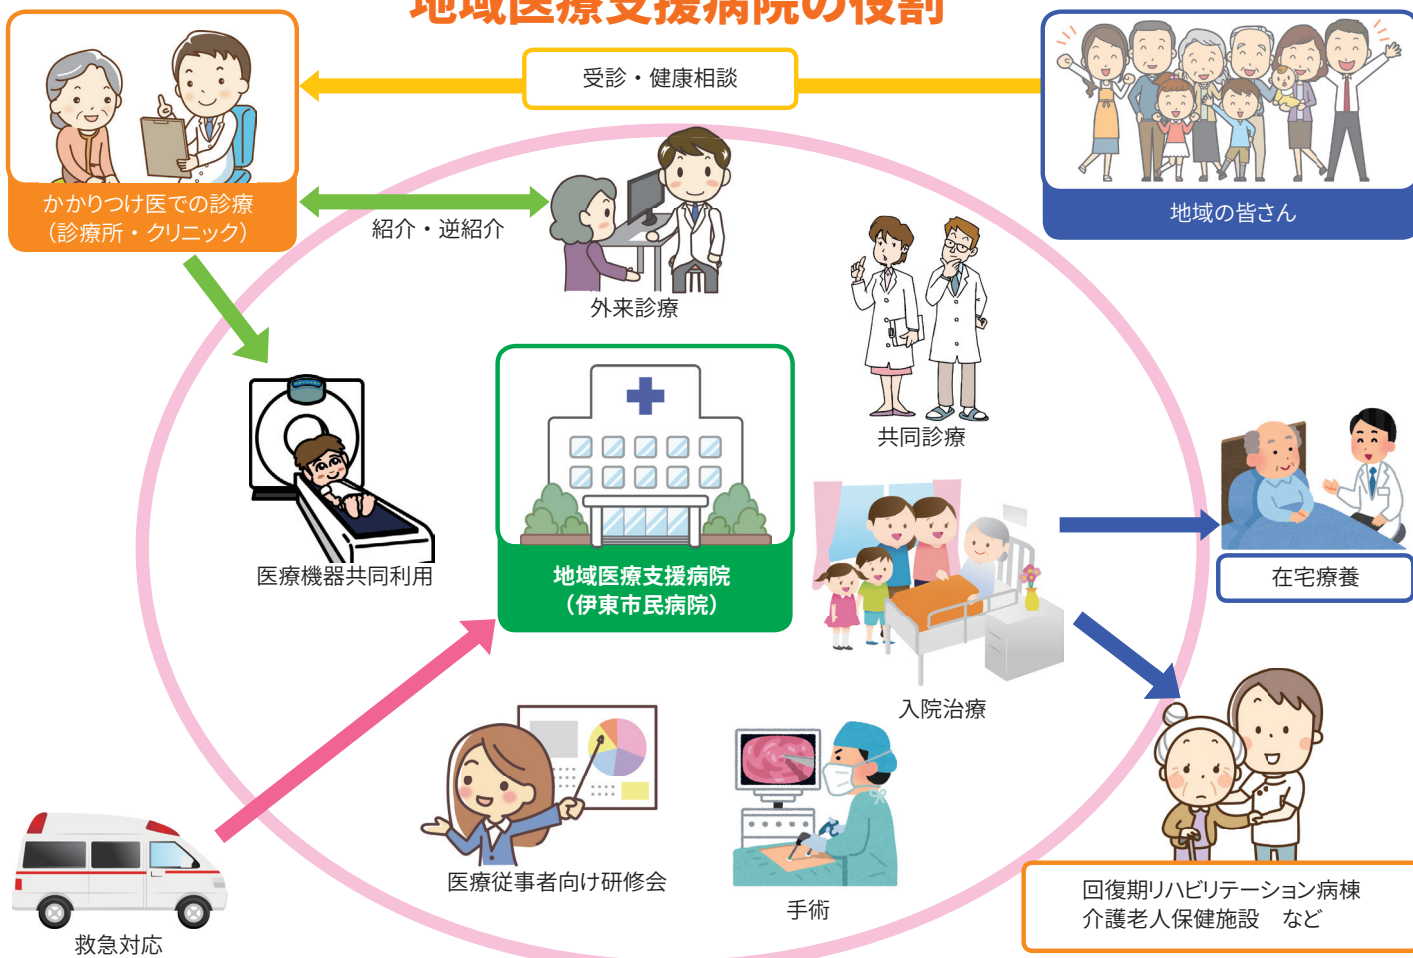 地域医療支援病院の役割
受診・健康相談
かかりつけ医での診療
（診療所・クリニック）
地域の皆さん
紹介・逆紹介
外来診療
共同診療
医療機器共同利用
地域医療支援病院
（伊東市民病院）
在宅療養
入院治療
医療従事者向け研修会
手術
救急対応
回復期リハビリテーション病棟
介護老人保健施設　など